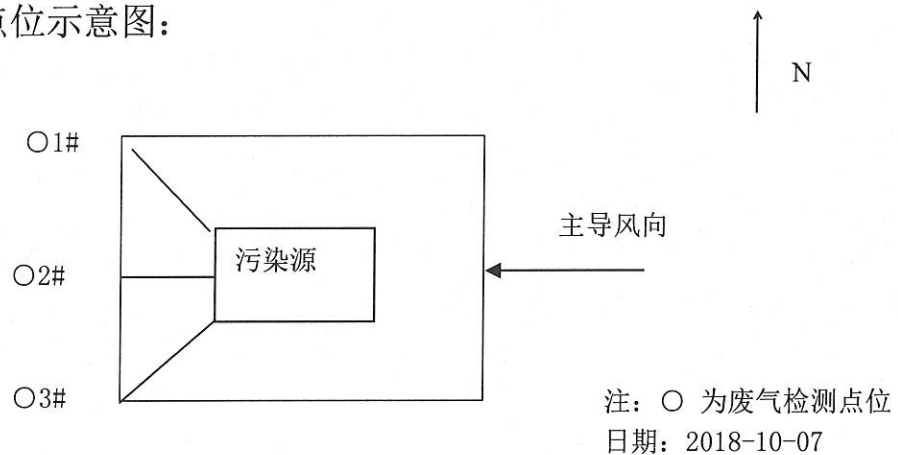 点位示意图：
N
○1#
主导风向
污染源
○2#
○3#
注：○ 为废气检测点位
日期：2018-10-07